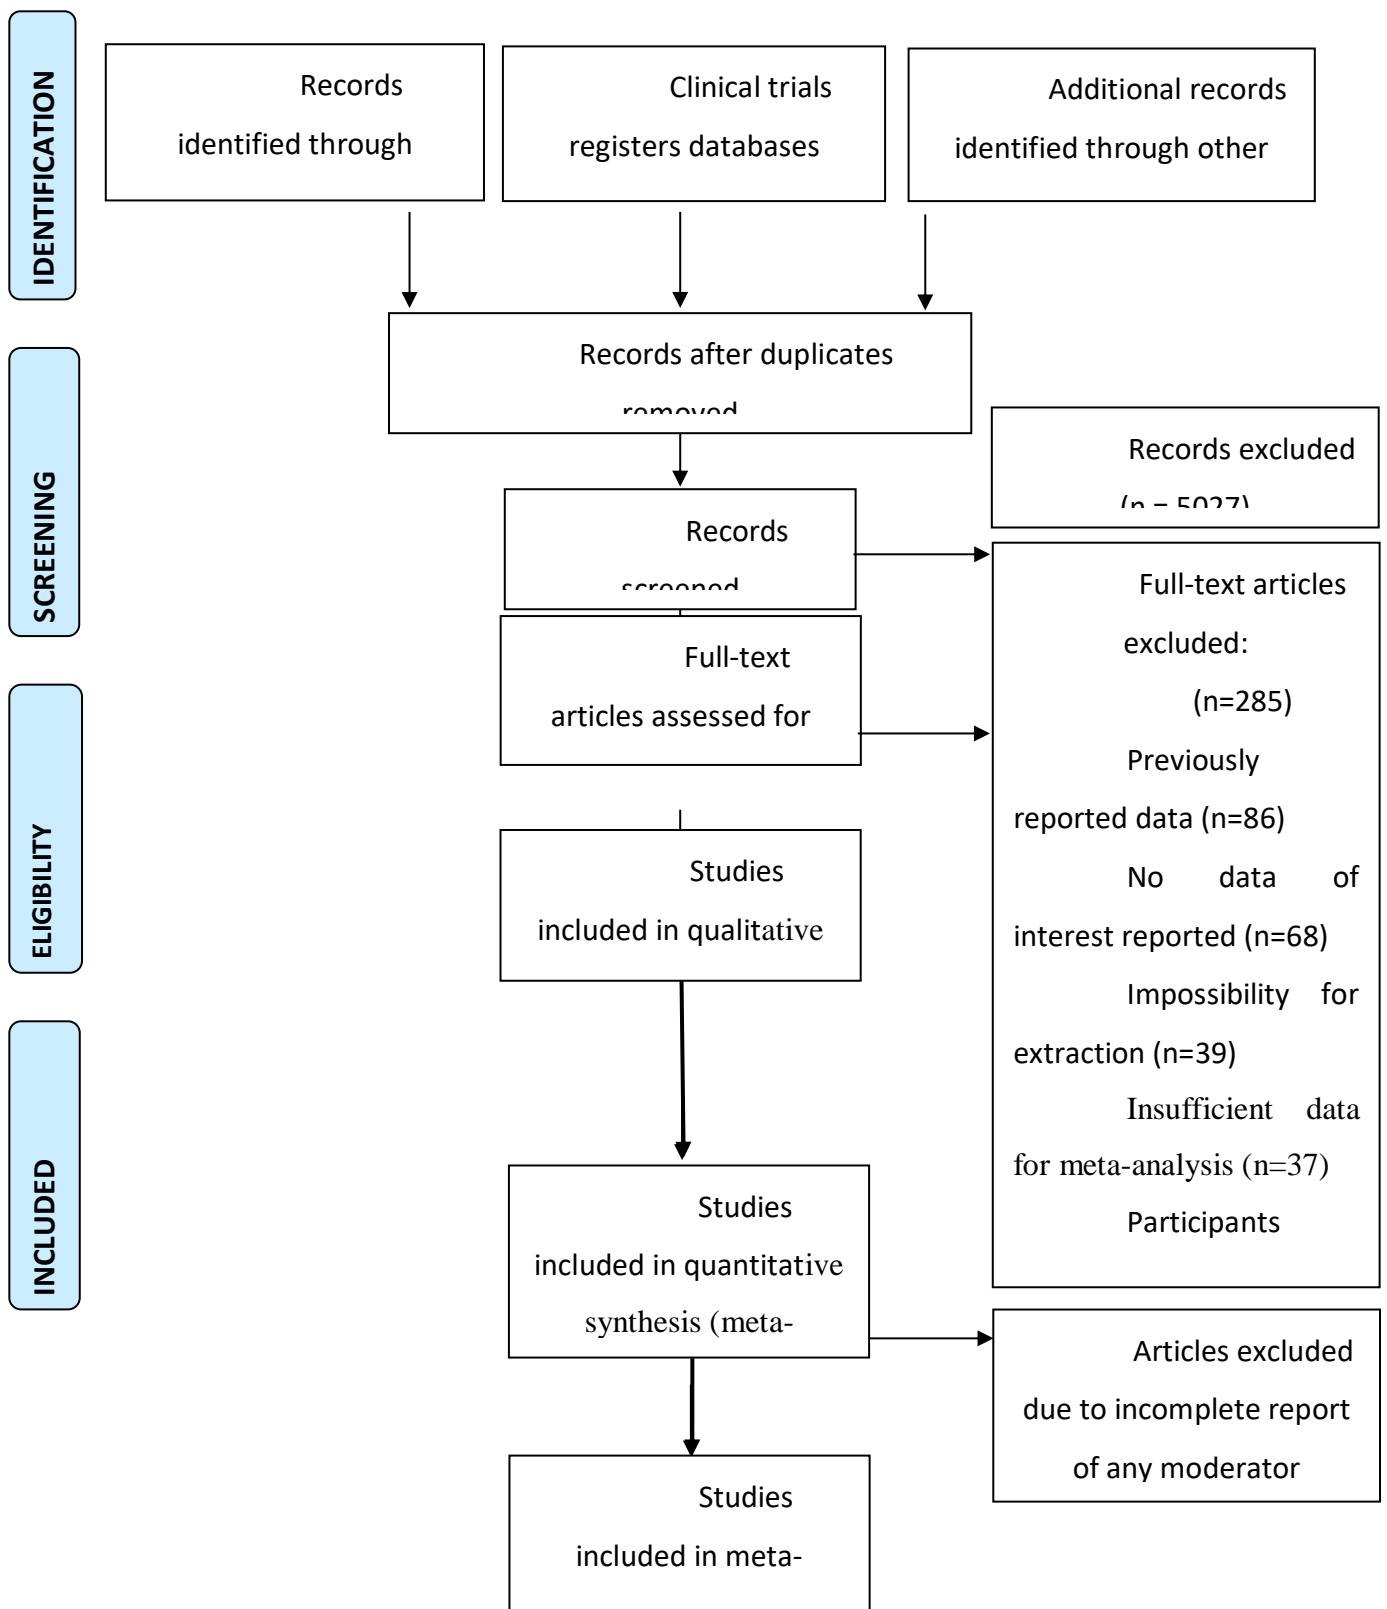 IDENTIFICATION
Records
identified through
Clinical trials
registers databases
Additional records
identified through other
Records after duplicates
removed
SCREENING
Records excluded
(n = 5027)
Records
screened
Full-text
articles assessed for
Full-text articles
excluded:
(n=285)
Previously
reported data (n=86)
No data of
interest reported (n=68)
Impossibility for
extraction (n=39)
Insufficient data
for meta-analysis (n=37)
Participants
ELIGIBILITY
Studies
included in qualitative
INCLUDED
Studies
included in quantitative
synthesis (meta-
Articles excluded
due to incomplete report
of any moderator
Studies
included in meta-